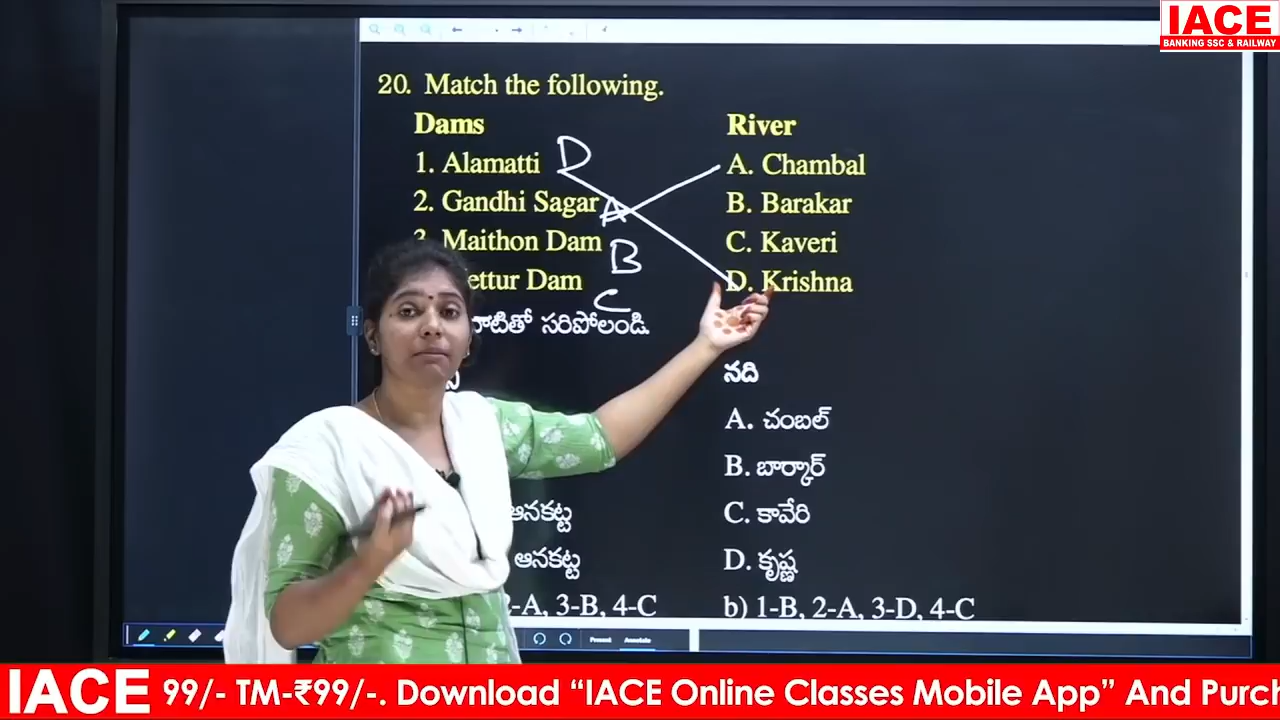 IACE
BANKING SSC & RAILWAY
20. Match the following.
Dams River
1. Alamatti D A. Chambal
2. Gandhi Sagar A B. Barakar
Maithon Dam B C. Kaveri
ettur Dam C D. Krishna
సరిపోలండి.
నది
A. చంబల్
B. బార్కార్
ఆనకట్ట C. కావేరి
ఆనకట్ట D. కృష్ణ
2-A, 3-B, 4-C b) 1-B, 2-A, 3-D, 4-C
Present Annotate
IACE 99/- TM-₹99/-. Download “IACE Online Classes Mobile App” And Purch